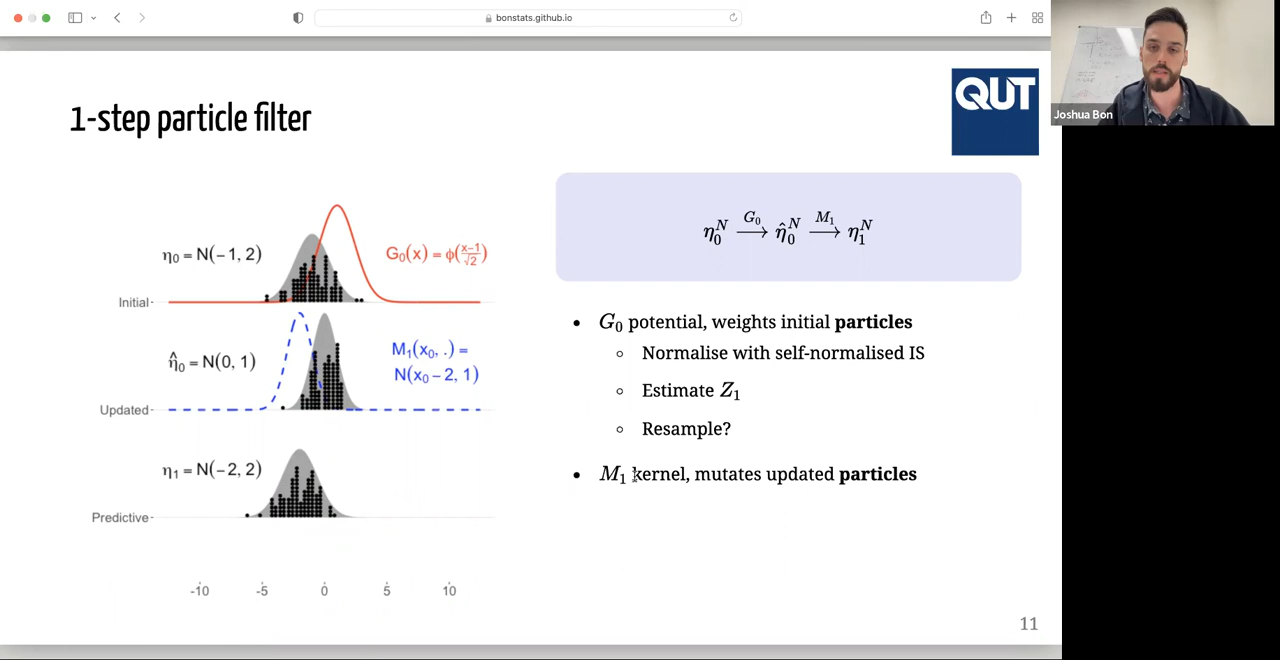 bonstats.github.io
1-step particle filter
QUT
Joshua Bon
η₀ = N(−1, 2)
G₀(x) = ϕ(x−1/√2)
Initial
η̂₀ = N(0, 1)
M₁(x₀, .) =
N(x₀ − 2, 1)
Updated
η₁ = N(−2, 2)
Predictive
-10 -5 0 5 10
η₀ᴺ G₀⟶ η̂₀ᴺ M₁⟶ η₁ᴺ
• G₀ potential, weights initial particles
◦ Normalise with self-normalised IS
◦ Estimate Z₁
◦ Resample?
• M₁ kernel, mutates updated particles
11